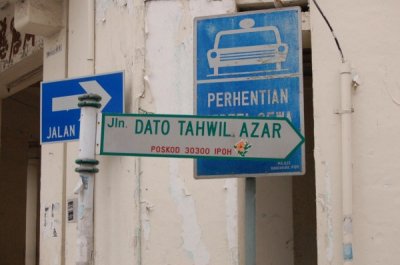 PERHENTIAN
JALAN
Jln. DATO TAHWIL AZAR
POSKOD 30300 IPOH